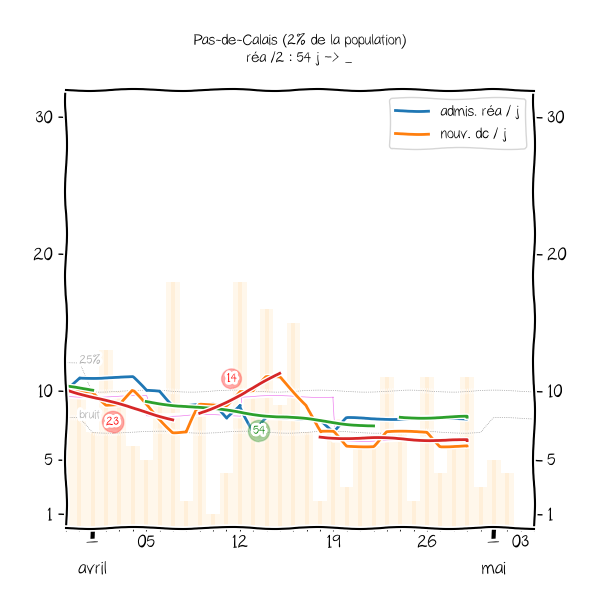 Pas-de-Calais (2% de la population)
réa /2 : 54 j -> _
admis. réa / j
nouv. dc / j
30 30
20 20
25%
14
10 10
bruit
23
54
5 5
1 1
_ 05 12 19 26 _ 03
avril mai